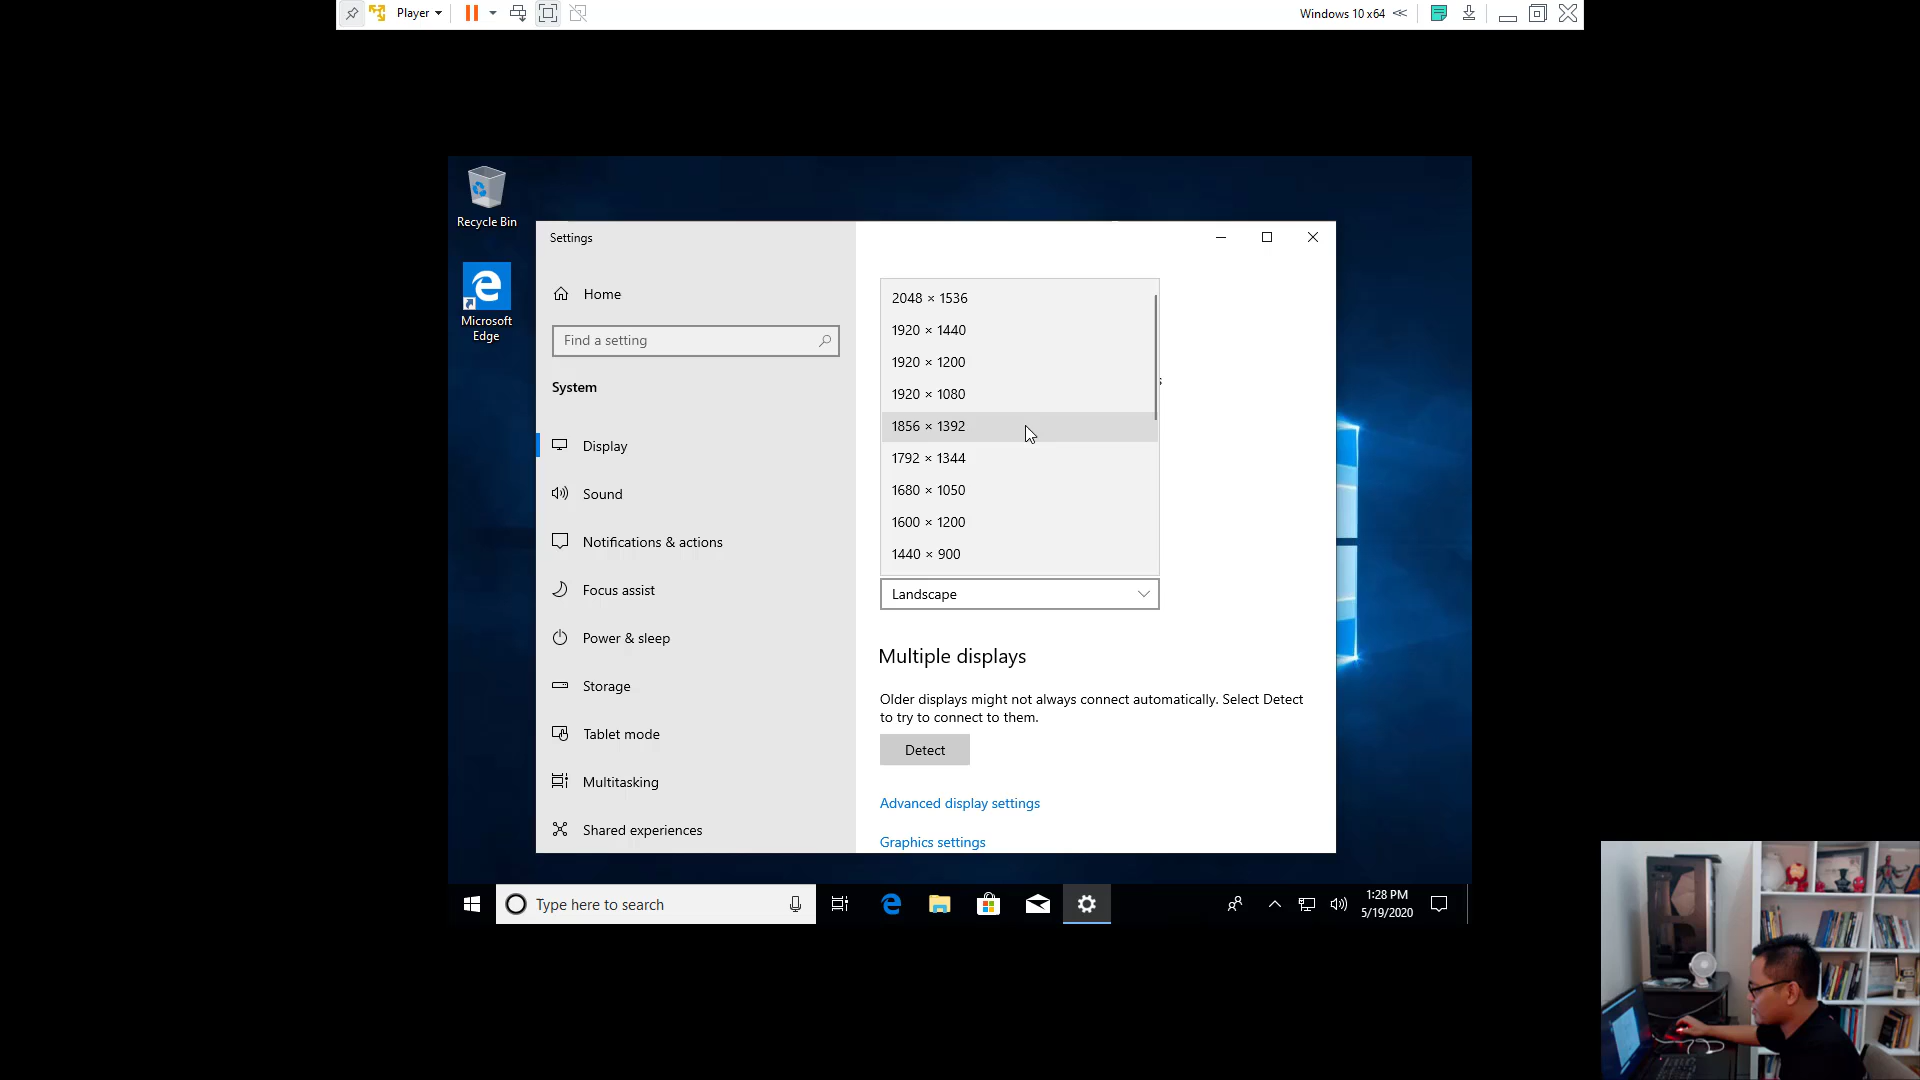 Player
Windows 10 x64
Recycle Bin
Microsoft
Edge
Settings
Home
Find a setting
System
Display
Sound
Notifications & actions
Focus assist
Power & sleep
Storage
Tablet mode
Multitasking
Shared experiences
2048 × 1536
1920 × 1440
1920 × 1200
1920 × 1080
1856 × 1392
1792 × 1344
1680 × 1050
1600 × 1200
1440 × 900
s
Landscape
Multiple displays
Older displays might not always connect automatically. Select Detect
to try to connect to them.
Detect
Advanced display settings
Graphics settings
Type here to search
1:28 PM
5/19/2020